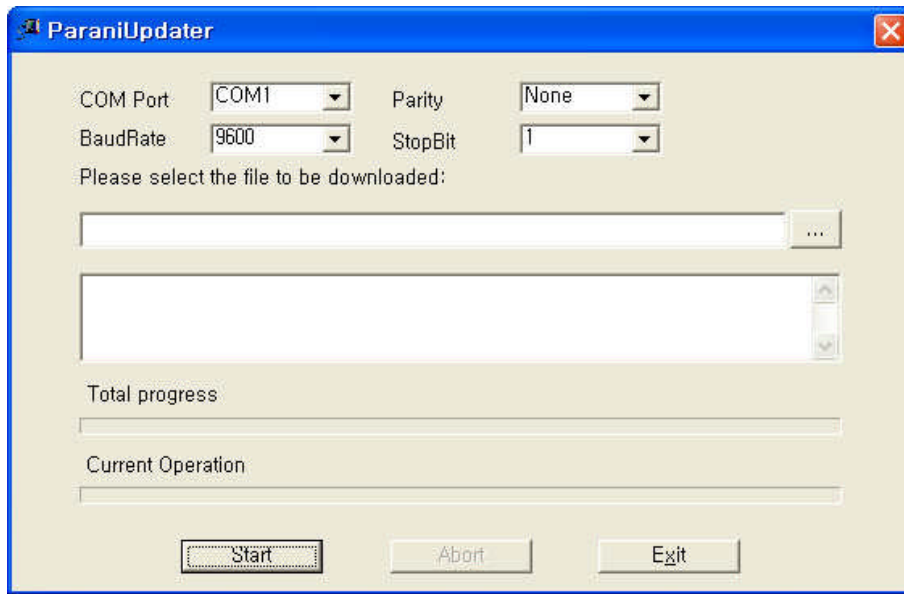 ParaniUpdater
COM Port COM1 Parity None
BaudRate 9600 StopBit 1
Please select the file to be downloaded:
...
Total progress
Current Operation
Start Abort Exit